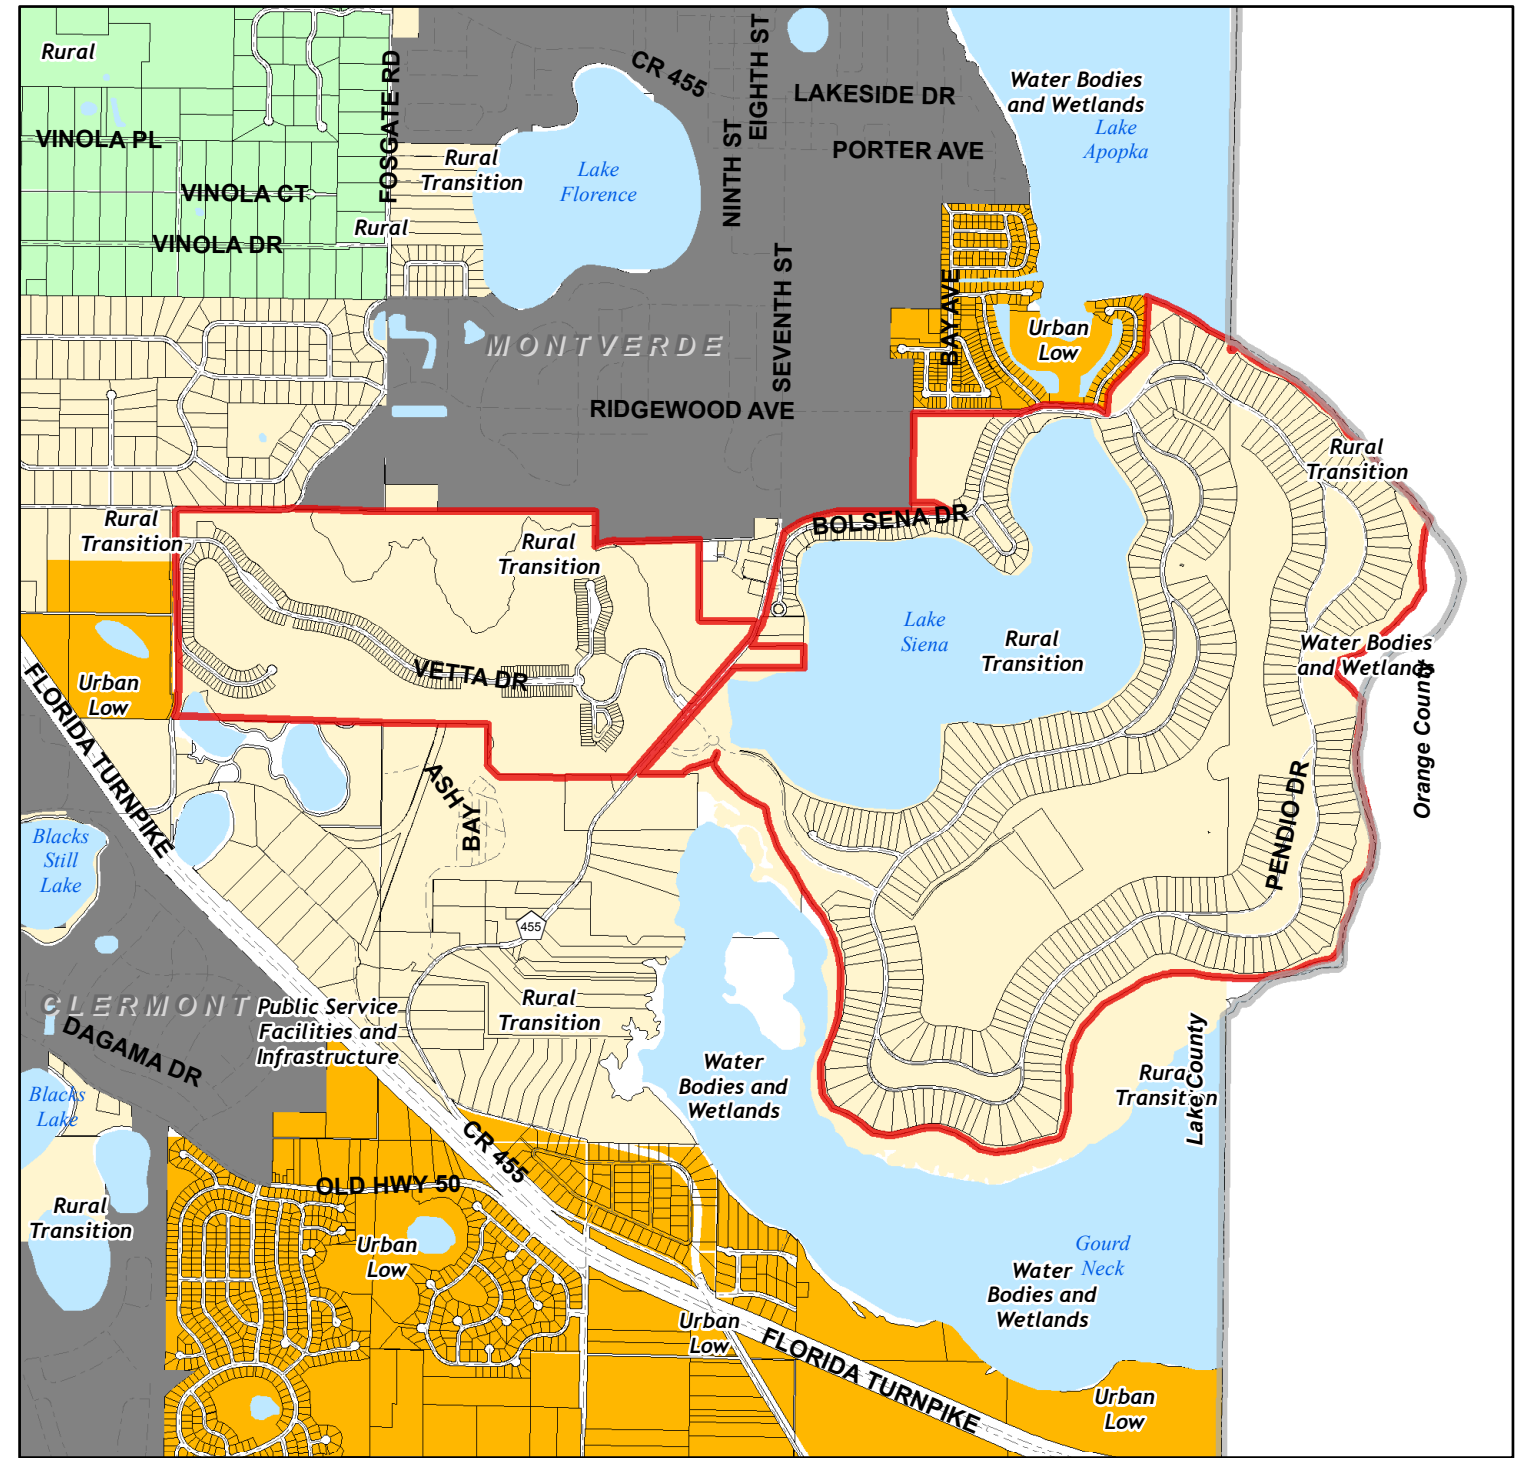 Rural
FOSGATE RD
CR 455
EIGHTH ST
LAKESIDE DR
Water Bodies
and Wetlands
Lake
Apopka
VINOLA PL
NINTH ST
PORTER AVE
Rural
Transition
Lake
Florence
VINOLA CT
Rural
VINOLA DR
SEVENTH ST
BAY AVE
Urban
Low
MONTVERDE
RIDGEWOOD AVE
Rural
Transition
Rural
Transition
Rural
Transition
BOLSENA DR
Lake
Siena
Rural
Transition
Water Bodies
and Wetlands
Orange County
VETTA DR
Urban
Low
FLORIDA TURNPIKE
ASH
BAY
PENDIO DR
Blacks
Still
Lake
455
CLERMONT
Public Service
Facilities and
Infrastructure
Rural
Transition
DAGAMA DR
Water
Bodies and
Wetlands
Rural
Transition
Lake County
Blacks
Lake
CR 455
OLD HWY 50
Rural
Transition
Urban
Low
Gourd
Neck
Water
Bodies and
Wetlands
Urban
Low
FLORIDA TURNPIKE
Urban
Low